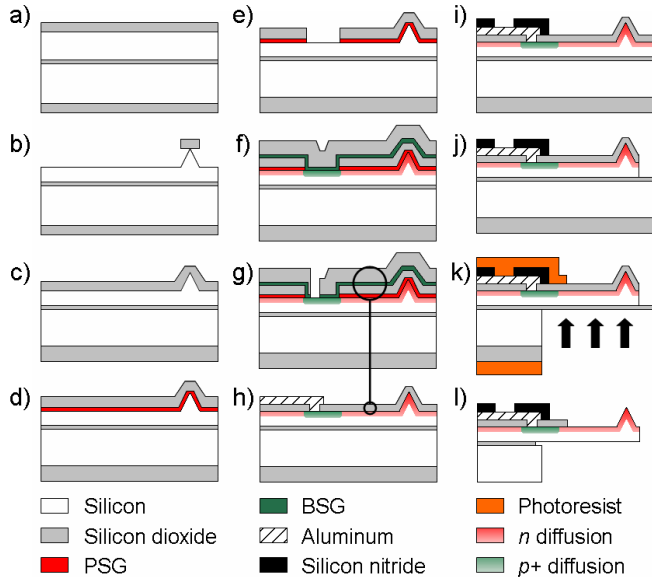 a)
e)
i)
b)
f)
j)
c)
g)
k)
d)
h)
l)
Silicon
BSG
Photoresist
Silicon dioxide
Aluminum
n diffusion
PSG
Silicon nitride
p+ diffusion